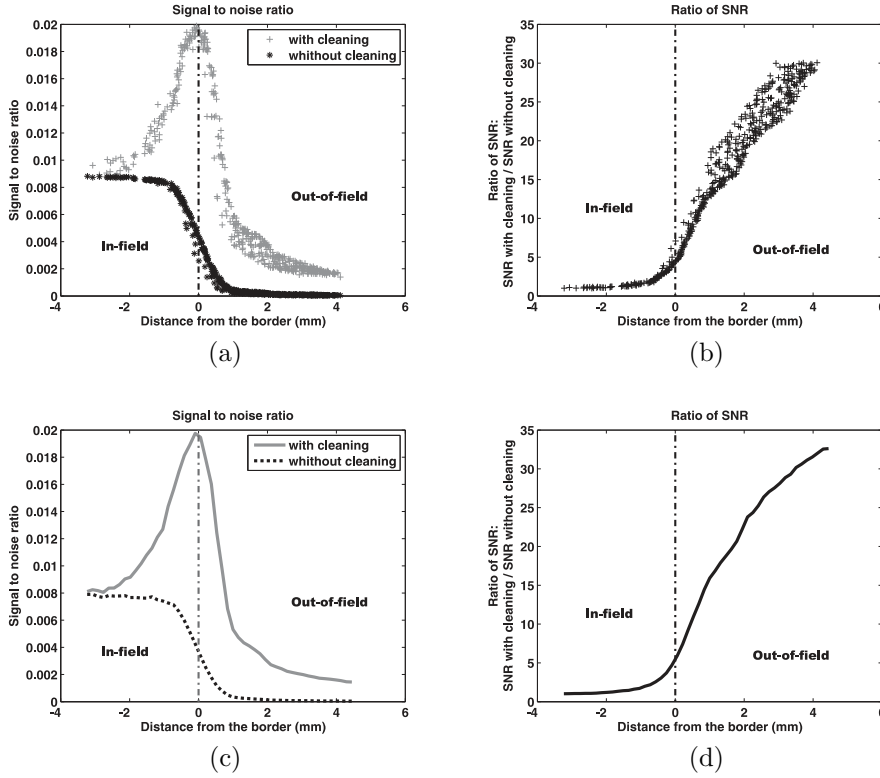 Signal to noise ratio
0.02
0.018
0.016
0.014
0.012
0.01
0.008
0.006
0.004
0.002
0
Signal to noise ratio
with cleaning
whithout cleaning
Out-of-field
In-field
-4
-2
0
2
4
6
Distance from the border (mm)
(a)
Ratio of SNR
35
30
25
20
15
10
5
0
Ratio of SNR:
SNR with cleaning / SNR without cleaning
In-field
Out-of-field
-4
-2
0
2
4
6
Distance from the border (mm)
(b)
Signal to noise ratio
0.02
0.018
0.016
0.014
0.012
0.01
0.008
0.006
0.004
0.002
0
Signal to noise ratio
with cleaning
whithout cleaning
Out-of-field
In-field
-4
-2
0
2
4
6
Distance from the border (mm)
(c)
Ratio of SNR
35
30
25
20
15
10
5
0
Ratio of SNR:
SNR with cleaning / SNR without cleaning
In-field
Out-of-field
-4
-2
0
2
4
6
Distance from the border (mm)
(d)